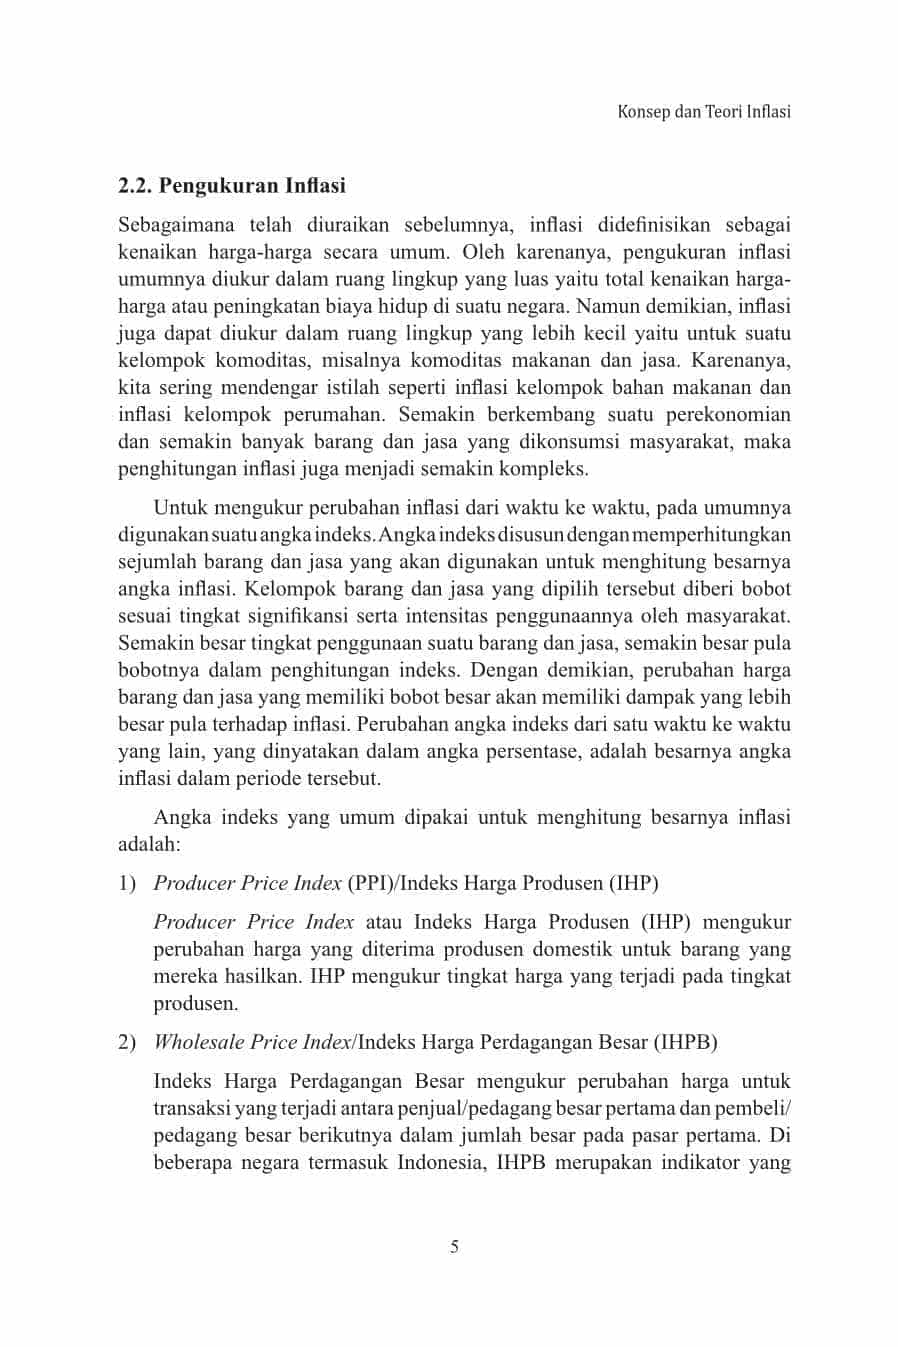 Konsep dan Teori Inflasi
2.2. Pengukuran Inflasi
Sebagaimana telah diuraikan sebelumnya, inflasi didefinisikan sebagai
kenaikan harga-harga secara umum. Oleh karenanya, pengukuran inflasi
umumnya diukur dalam ruang lingkup yang luas yaitu total kenaikan harga-
harga atau peningkatan biaya hidup di suatu negara. Namun demikian, inflasi
juga dapat diukur dalam ruang lingkup yang lebih kecil yaitu untuk suatu
kelompok komoditas, misalnya komoditas makanan dan jasa. Karenanya,
kita sering mendengar istilah seperti inflasi kelompok bahan makanan dan
inflasi kelompok perumahan. Semakin berkembang suatu perekonomian
dan semakin banyak barang dan jasa yang dikonsumsi masyarakat, maka
penghitungan inflasi juga menjadi semakin kompleks.
Untuk mengukur perubahan inflasi dari waktu ke waktu, pada umumnya
digunakan suatu angka indeks. Angka indeks disusun dengan memperhitungkan
sejumlah barang dan jasa yang akan digunakan untuk menghitung besarnya
angka inflasi. Kelompok barang dan jasa yang dipilih tersebut diberi bobot
sesuai tingkat signifikansi serta intensitas penggunaannya oleh masyarakat.
Semakin besar tingkat penggunaan suatu barang dan jasa, semakin besar pula
bobotnya dalam penghitungan indeks. Dengan demikian, perubahan harga
barang dan jasa yang memiliki bobot besar akan memiliki dampak yang lebih
besar pula terhadap inflasi. Perubahan angka indeks dari satu waktu ke waktu
yang lain, yang dinyatakan dalam angka persentase, adalah besarnya angka
inflasi dalam periode tersebut.
Angka indeks yang umum dipakai untuk menghitung besarnya inflasi
adalah:
1) Producer Price Index (PPI)/Indeks Harga Produsen (IHP)
Producer Price Index atau Indeks Harga Produsen (IHP) mengukur
perubahan harga yang diterima produsen domestik untuk barang yang
mereka hasilkan. IHP mengukur tingkat harga yang terjadi pada tingkat
produsen.
2) Wholesale Price Index/Indeks Harga Perdagangan Besar (IHPB)
Indeks Harga Perdagangan Besar mengukur perubahan harga untuk
transaksi yang terjadi antara penjual/pedagang besar pertama dan pembeli/
pedagang besar berikutnya dalam jumlah besar pada pasar pertama. Di
beberapa negara termasuk Indonesia, IHPB merupakan indikator yang
5